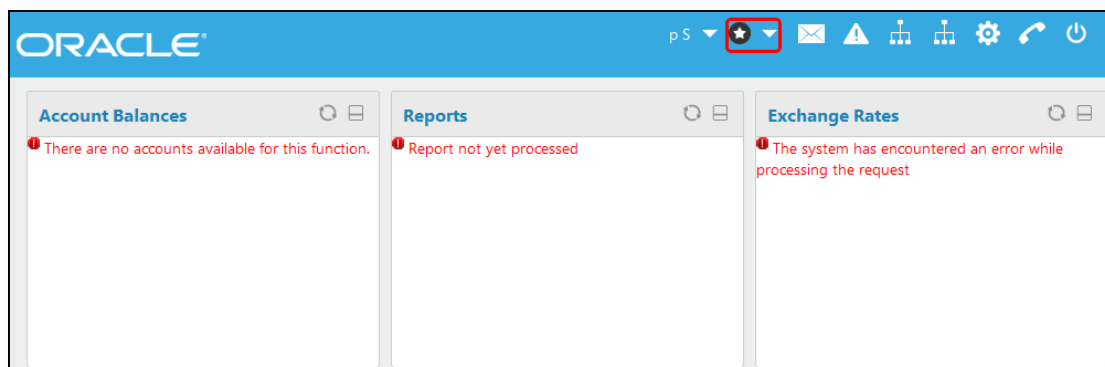 ORACLE®
p S
Account Balances
There are no accounts available for this function.
Reports
Report not yet processed
Exchange Rates
The system has encountered an error while
processing the request